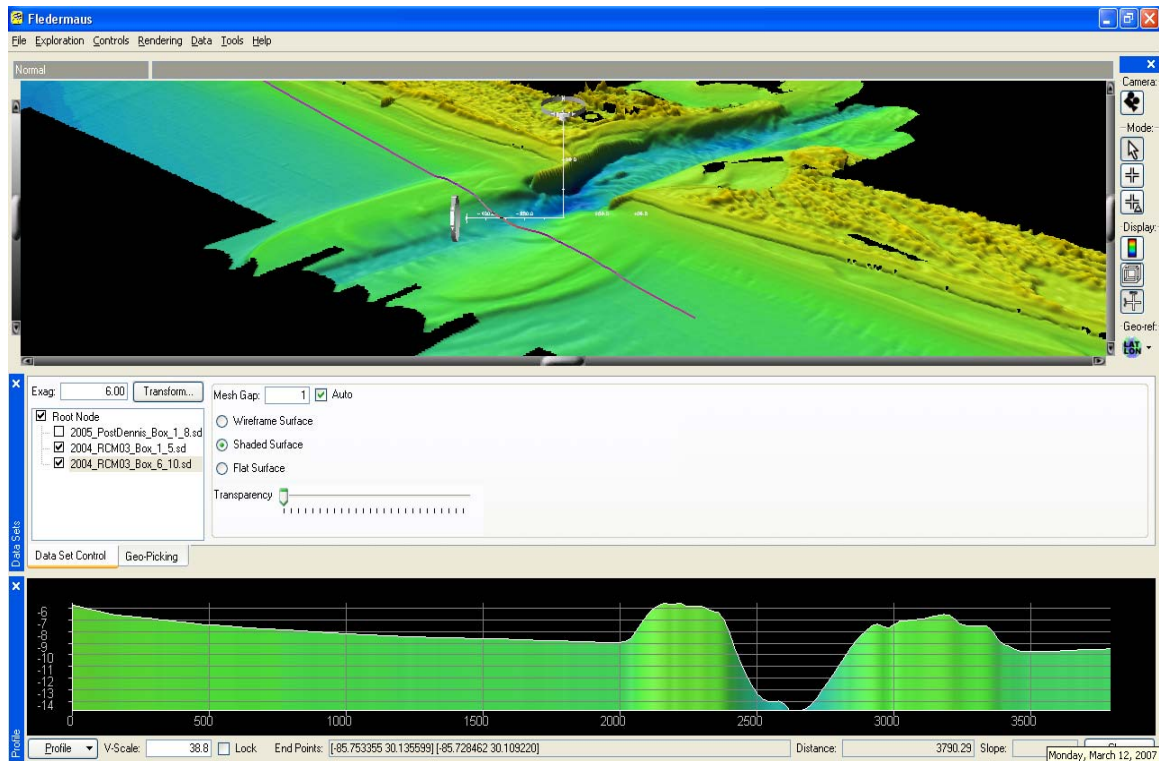 Fledermaus
File Exploration Controls Rendering Data Tools Help
Normal
Camera:
Mode:
Display:
Geo-ref:
LAT
LON
Exag: 6.00 Transform...
Root Node
2005_PostDennis_Box_1_8.sd
2004_RCM03_Box_1_5.sd
2004_RCM03_Box_6_10.sd
Mesh Gap: 1 Auto
Wireframe Surface
Shaded Surface
Flat Surface
Transparency
Data Sets
Data Set Control Geo-Picking
-6
-7
-8
-9
-10
-11
-12
-13
-14
0 500 1000 1500 2000 2500 3000 3500
Profile
Profile V-Scale: 38.8 Lock End Points: [-85.753355 30.135599] [-85.728462 30.109220] Distance: 3790.29 Slope:
Monday, March 12, 2007